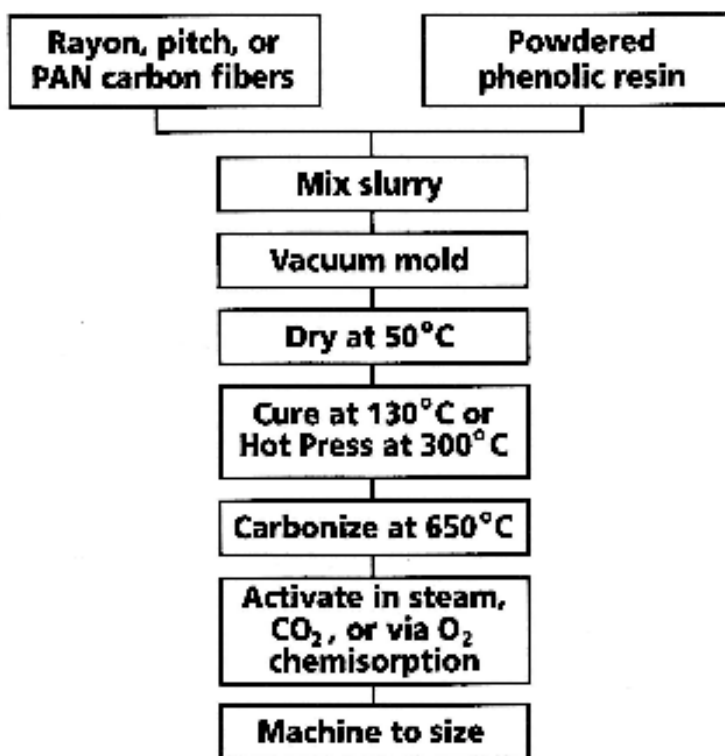 Rayon, pitch, or
PAN carbon fibers
Powdered
phenolic resin
Mix slurry
Vacuum mold
Dry at 50°C
Cure at 130°C or
Hot Press at 300°C
Carbonize at 650°C
Activate in steam,
CO₂, or via O₂
chemisorption
Machine to size